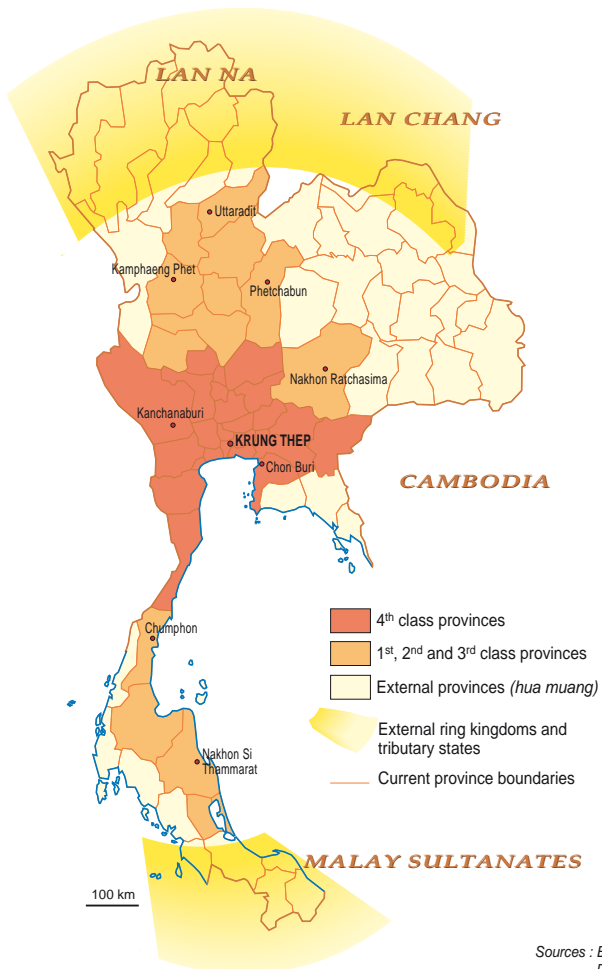 LAN NA
LAN CHANG
Uttaradit
Kamphaeng Phet
Phetchabun
Nakhon Ratchasima
Kanchanaburi
KRUNG THEP
Chon Buri
CAMBODIA
4th class provinces
Chumphon
1st, 2nd and 3rd class provinces
External provinces (hua muang)
External ring kingdoms and
tributary states
Nakhon Si
Thammarat
Current province boundaries
MALAY SULTANATES
100 km
Sources :